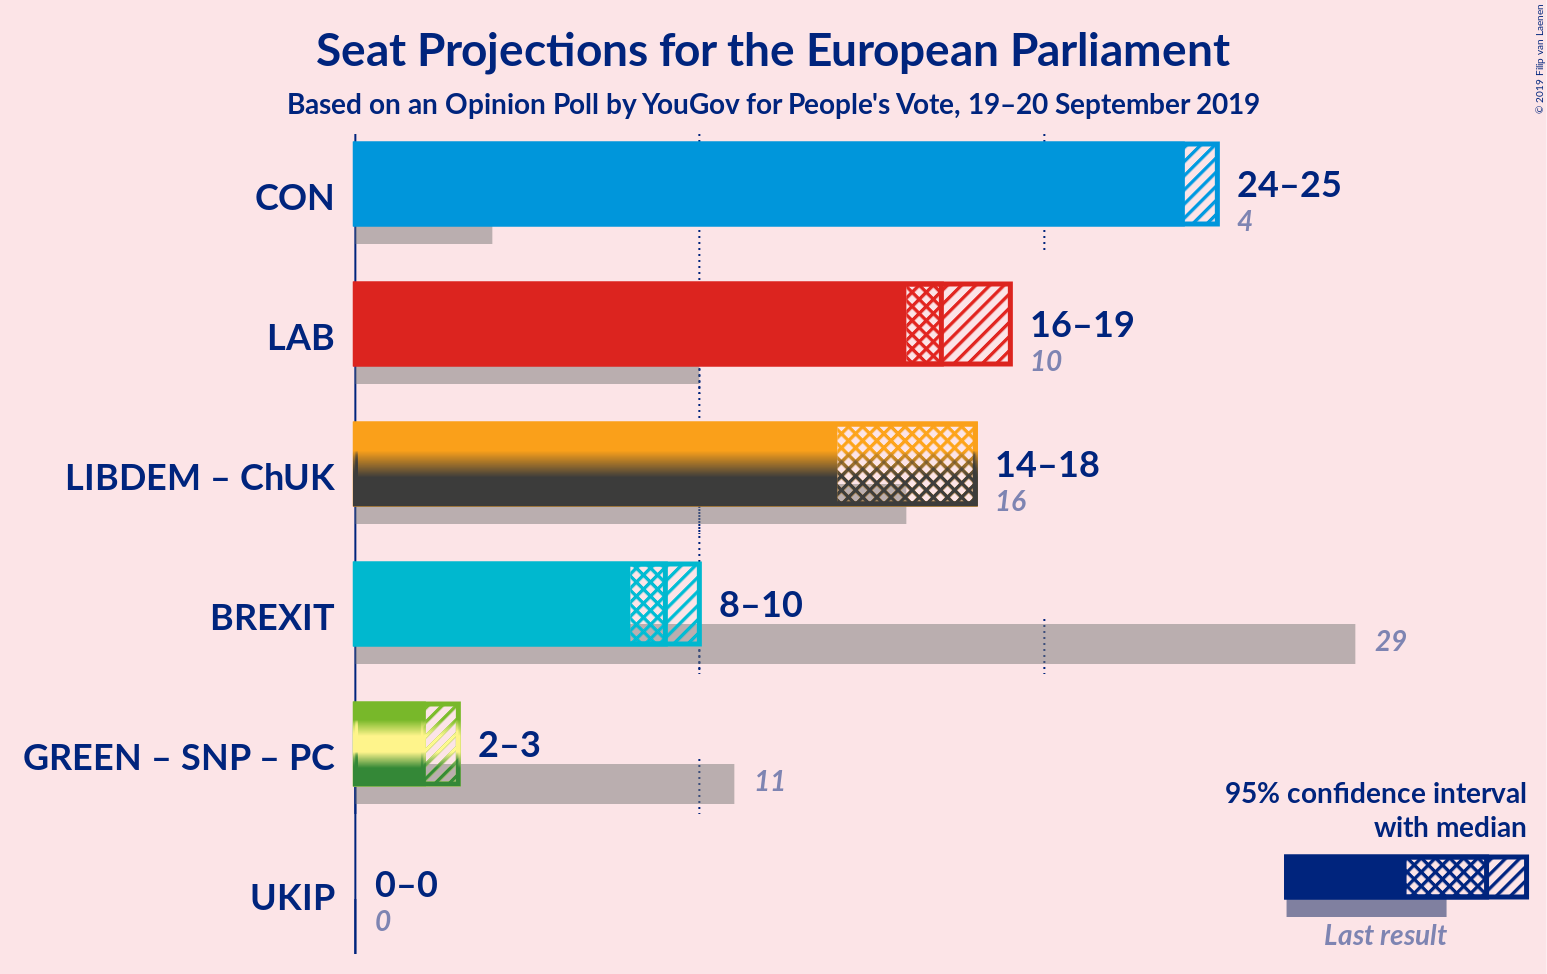 Seat Projections for the European Parliament
Based on an Opinion Poll by YouGov for People's Vote, 19–20 September 2019
© 2019 Filip van Laenen
CON
24–25
4
LAB
16–19
10
LIBDEM – ChUK
14–18
16
BREXIT
8–10
29
GREEN – SNP – PC
2–3
11
UKIP
0–0
0
95% confidence interval
with median
Last result